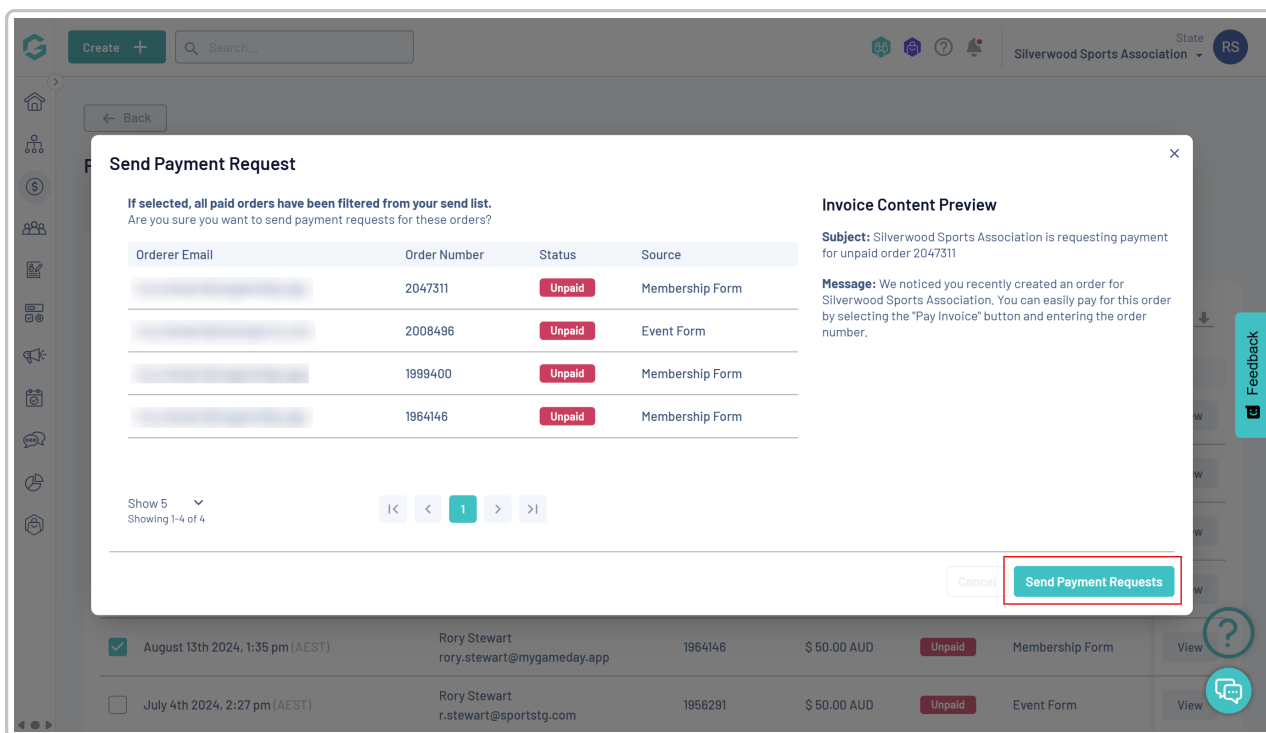 Create +
Search...
State
Silverwood Sports Association
RS
← Back
Send Payment Request
If selected, all paid orders have been filtered from your send list.
Are you sure you want to send payment requests for these orders?
Orderer Email Order Number Status Source
2047311 Unpaid Membership Form
2008496 Unpaid Event Form
1999400 Unpaid Membership Form
1964146 Unpaid Membership Form
Show 5
Showing 1-4 of 4
1
Invoice Content Preview
Subject: Silverwood Sports Association is requesting payment
for unpaid order 2047311
Message: We noticed you recently created an order for
Silverwood Sports Association. You can easily pay for this order
by selecting the "Pay Invoice" button and entering the order
number.
Cancel
Send Payment Requests
Feedback
August 13th 2024, 1:35 pm (AEST) Rory Stewart 1964146 $ 50.00 AUD Unpaid Membership Form View
rory.stewart@mygameday.app
July 4th 2024, 2:27 pm (AEST) Rory Stewart 1956291 $ 50.00 AUD Unpaid Event Form View
r.stewart@sportstg.com